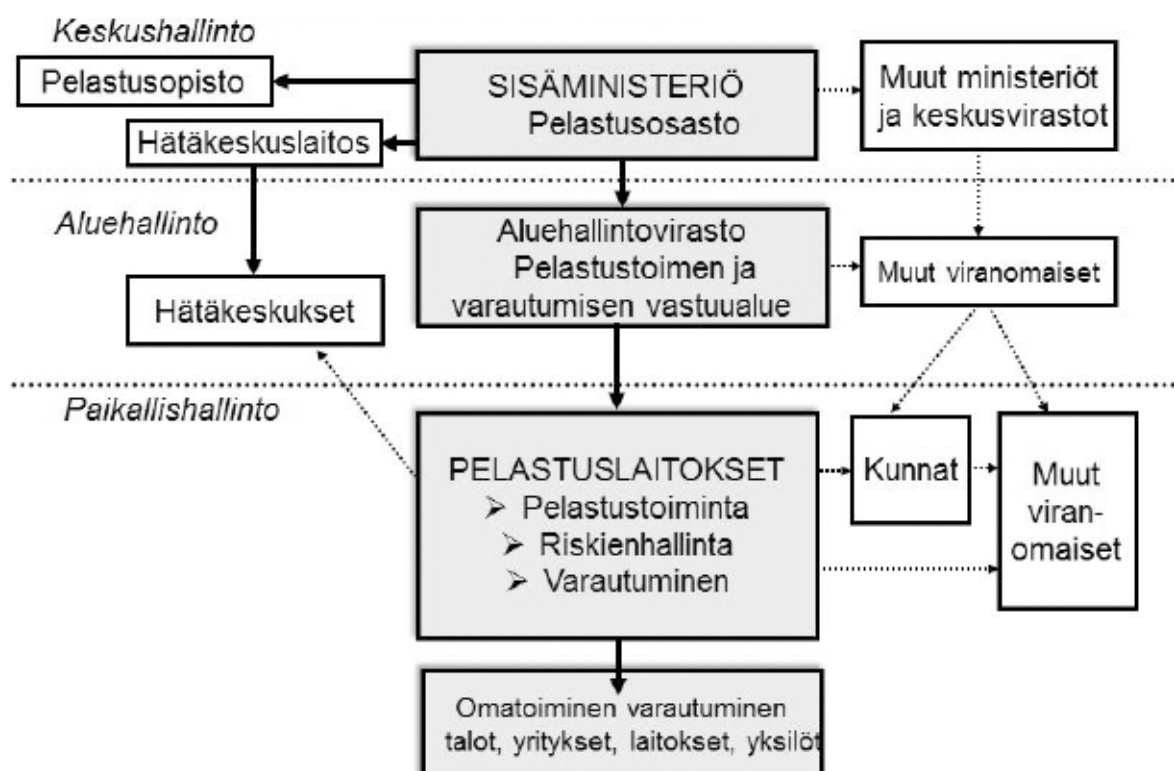 Keskushallinto
Pelastusopisto
SISÄMINISTERIÖ
Pelastusosasto
Muut ministeriöt
ja keskusvirastot
Hätäkeskuslaitos
Aluehallinto
Aluehallintovirasto
Pelastustoimen ja
varautumisen vastuualue
Muut viranomaiset
Hätäkeskukset
Paikallishallinto
PELASTUSLAITOKSET
➢ Pelastustoiminta
➢ Riskienhallinta
➢ Varautuminen
Kunnat
Muut
viran-
omaiset
Omatoiminen varautuminen
talot, yritykset, laitokset, yksilöt